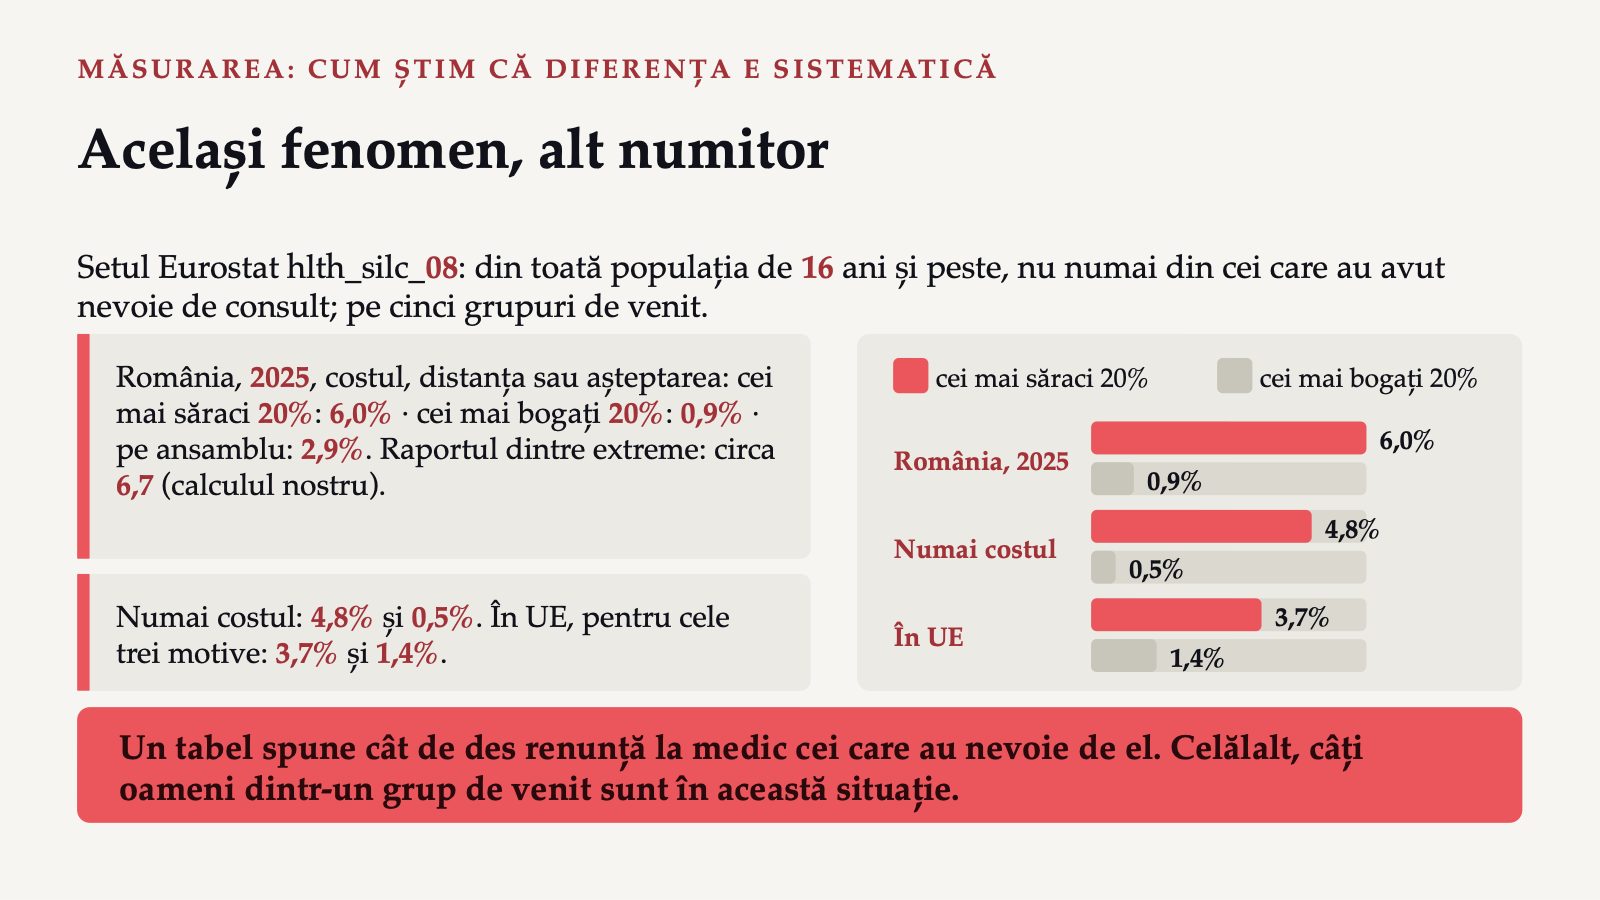 MĂSURAREA: CUM ȘTIM CĂ DIFERENȚA E SISTEMATICĂ
Același fenomen, alt numitor
Setul Eurostat hlth_silc_08: din toată populația de 16 ani și peste, nu numai din cei care au avut
nevoie de consult; pe cinci grupuri de venit.
România, 2025, costul, distanța sau așteptarea: cei
mai săraci 20%: 6,0% · cei mai bogați 20%: 0,9% ·
pe ansamblu: 2,9%. Raportul dintre extreme: circa
6,7 (calculul nostru).
Numai costul: 4,8% și 0,5%. În UE, pentru cele
trei motive: 3,7% și 1,4%.
cei mai săraci 20%
cei mai bogați 20%
România, 2025
6,0%
0,9%
Numai costul
4,8%
0,5%
În UE
3,7%
1,4%
Un tabel spune cât de des renunță la medic cei care au nevoie de el. Celălalt, câți
oameni dintr-un grup de venit sunt în această situație.